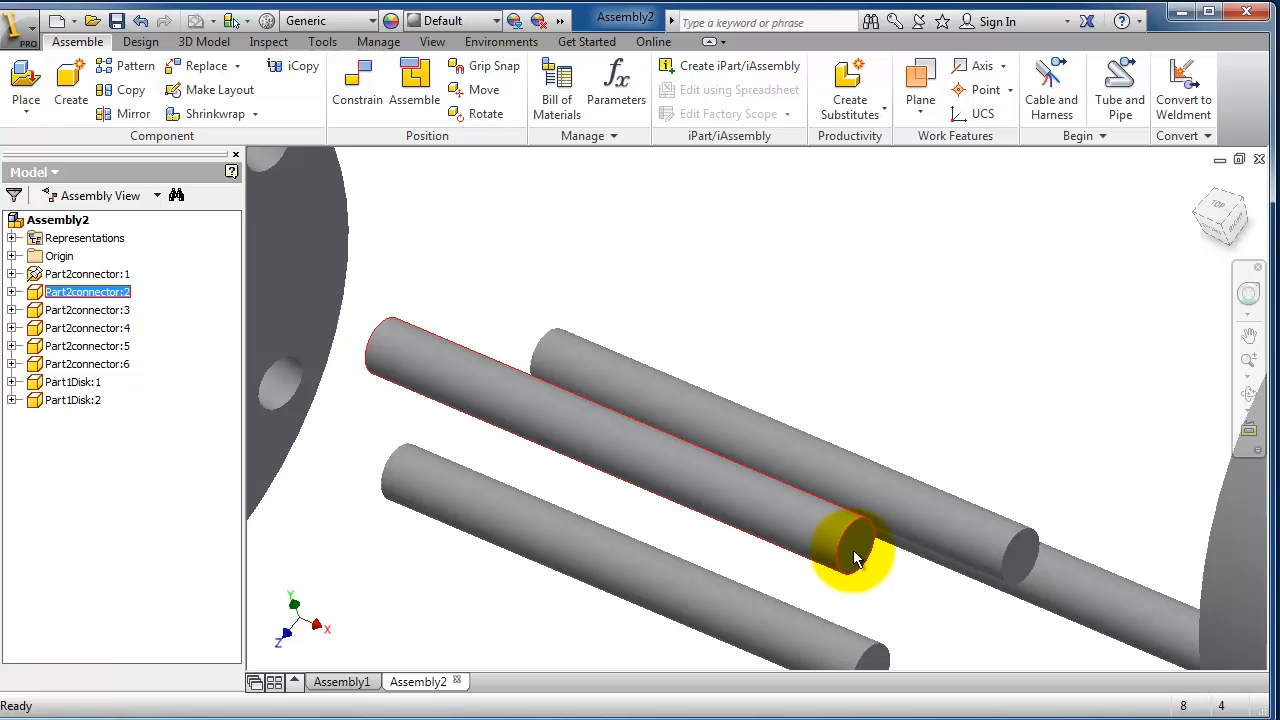 Generic
Default
Assembly2
Type a keyword or phrase
Sign In
PRO
Assemble Design 3D Model Inspect Tools Manage View Environments Get Started Online
Place
Create
Pattern
Copy
Mirror
Replace
Make Layout
Shrinkwrap
iCopy
Component
Constrain
Assemble
Grip Snap
Move
Rotate
Position
Bill of
Materials
fx
Parameters
Manage
Create iPart/iAssembly
Edit using Spreadsheet
Edit Factory Scope
iPart/iAssembly
Create
Substitutes
Productivity
Plane
Axis
Point
UCS
Work Features
Cable and
Harness
Tube and
Pipe
Begin
Convert to
Weldment
Convert
Model
Assembly View
Assembly2
Representations
Origin
Part2connector:1
Part2connector:2
Part2connector:3
Part2connector:4
Part2connector:5
Part2connector:6
Part1Disk:1
Part1Disk:2
TOP
RIGHT
Y
X
Z
Assembly1
Assembly2
Ready
8 4